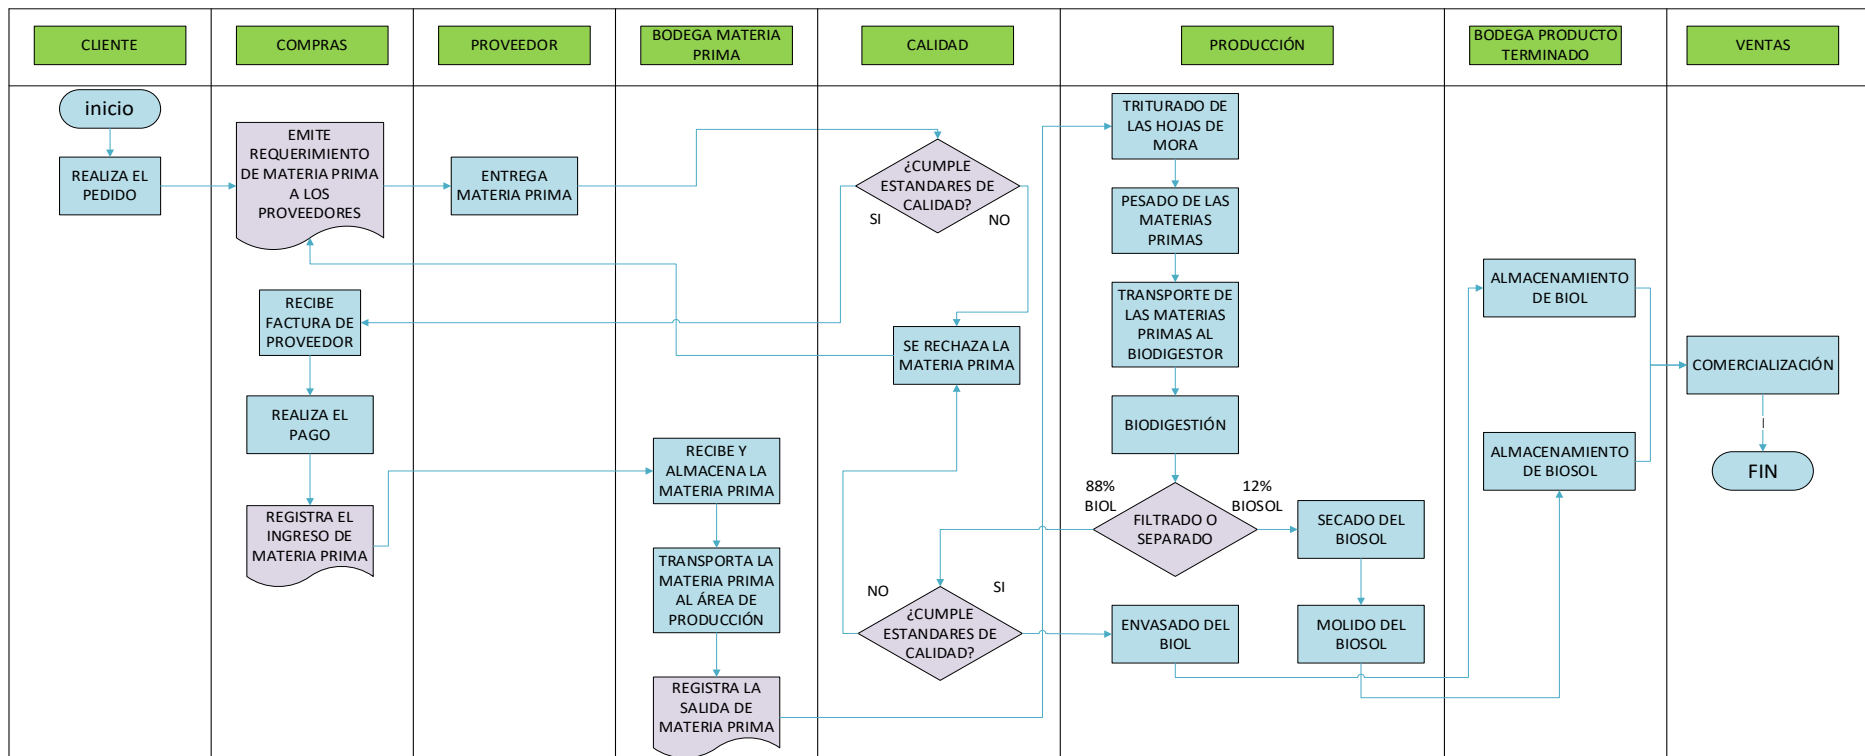 CLIENTE
COMPRAS
PROVEEDOR
BODEGA MATERIA
PRIMA
CALIDAD
PRODUCCIÓN
BODEGA PRODUCTO
TERMINADO
VENTAS
inicio
REALIZA EL
PEDIDO
EMITE
REQUERIMIENTO
DE MATERIA PRIMA
A LOS
PROVEEDORES
RECIBE
FACTURA DE
PROVEEDOR
REALIZA EL
PAGO
REGISTRA EL
INGRESO DE
MATERIA PRIMA
ENTREGA
MATERIA PRIMA
RECIBE Y
ALMACENA LA
MATERIA PRIMA
TRANSPORTA LA
MATERIA PRIMA
AL ÁREA DE
PRODUCCIÓN
REGISTRA LA
SALIDA DE
MATERIA PRIMA
¿CUMPLE
ESTANDARES DE
CALIDAD?
SI
NO
SE RECHAZA LA
MATERIA PRIMA
NO
SI
¿CUMPLE
ESTANDARES DE
CALIDAD?
TRITURADO DE
LAS HOJAS DE
MORA
PESADO DE LAS
MATERIAS
PRIMAS
TRANSPORTE DE
LAS MATERIAS
PRIMAS AL
BIODIGESTOR
BIODIGESTIÓN
88%
BIOL
12%
BIOSOL
FILTRADO O
SEPARADO
SECADO DEL
BIOSOL
ENVASADO DEL
BIOL
MOLIDO DEL
BIOSOL
ALMACENAMIENTO
DE BIOL
ALMACENAMIENTO
DE BIOSOL
COMERCIALIZACIÓN
FIN